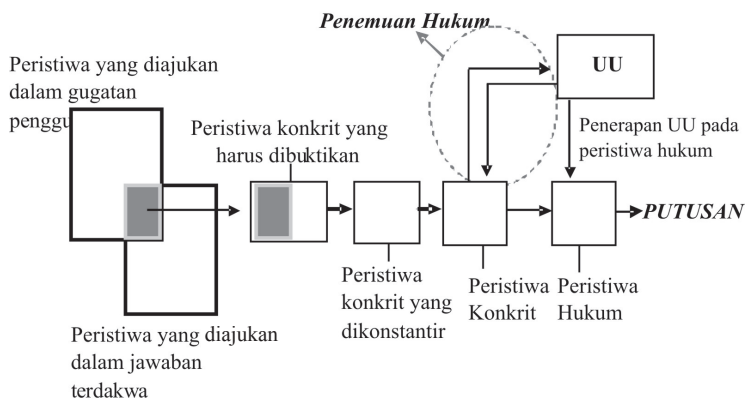 Penemuan Hukum
Peristiwa yang diajukan
dalam gugatan
penggu
UU
Peristiwa konkrit yang
harus dibuktikan
Penerapan UU pada
peristiwa hukum
PUTUSAN
Peristiwa
konkrit yang
dikonstantir
Peristiwa
Konkrit
Peristiwa
Hukum
Peristiwa yang diajukan
dalam jawaban
terdakwa